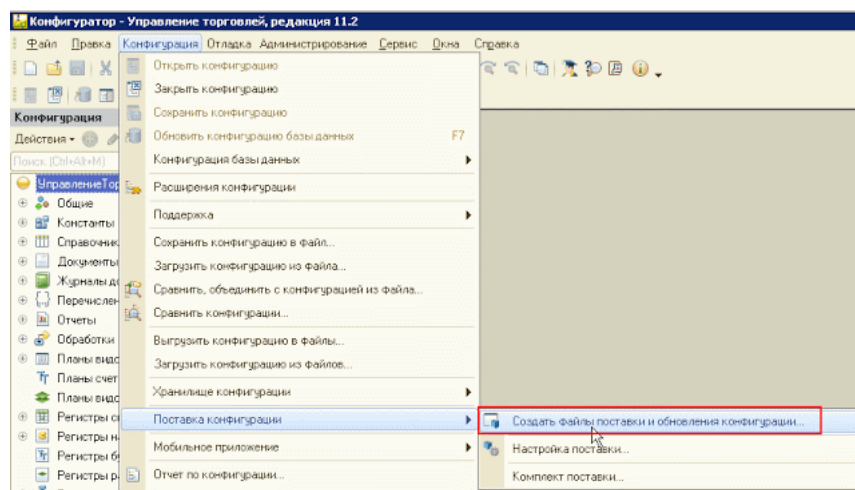 Конфигуратор - Управление торговлей, редакция 11.2
Файл Правка Конфигурация Отладка Администрирование Сервис Окна Справка
Конфигурация
Действия
Поиск (Ctrl+Alt+M)
УправлениеТор
Общие
Константы
Справочник
Документы
Журналы до
Перечислен
Отчеты
Обработки
Планы видо
Планы счет
Планы видо
Регистры св
Регистры н
Регистры бу
Регистры р
Открыть конфигурацию
Закрыть конфигурацию
Сохранить конфигурацию
Обновить конфигурацию базы данных F7
Конфигурация базы данных
Расширения конфигурации
Поддержка
Сохранить конфигурацию в файл...
Загрузить конфигурацию из файла...
Сравнить, объединить с конфигурацией из файла...
Сравнить конфигурации...
Выгрузить конфигурацию в файлы...
Загрузить конфигурацию из файлов...
Хранилище конфигурации
Поставка конфигурации
Мобильное приложение
Отчет по конфигурации...
Создать файлы поставки и обновления конфигурации...
Настройка поставки...
Комплект поставки...